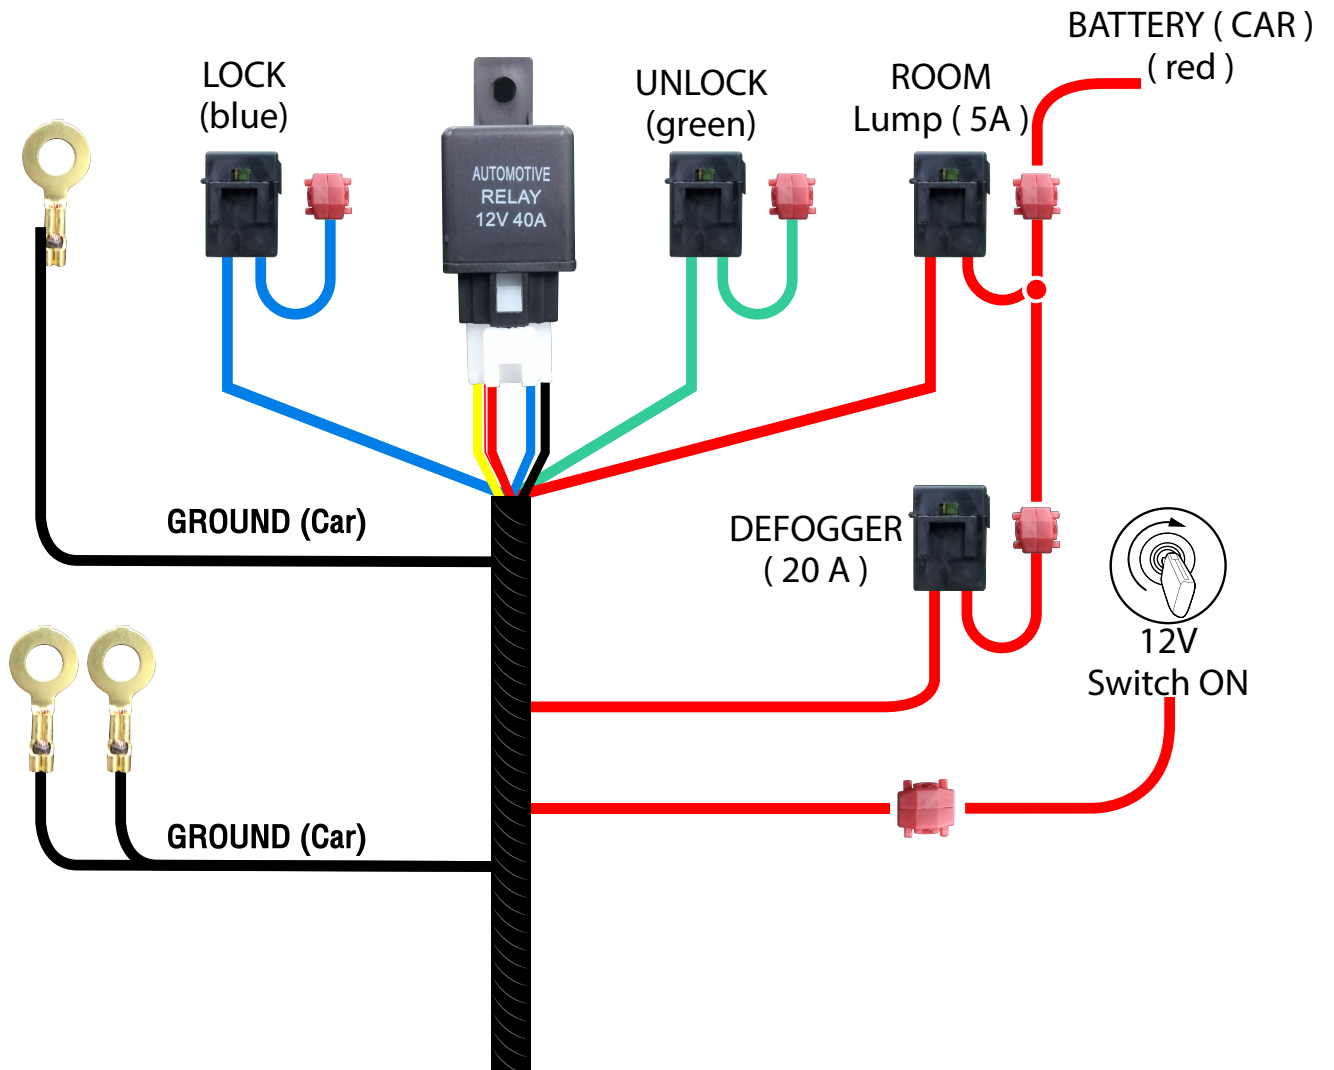 BATTERY ( CAR )
( red )
LOCK
(blue)
UNLOCK
(green)
ROOM
Lump ( 5A )
AUTOMOTIVE
RELAY
12V 40A
GROUND (Car)
DEFOGGER
( 20 A )
12V
Switch ON
GROUND (Car)